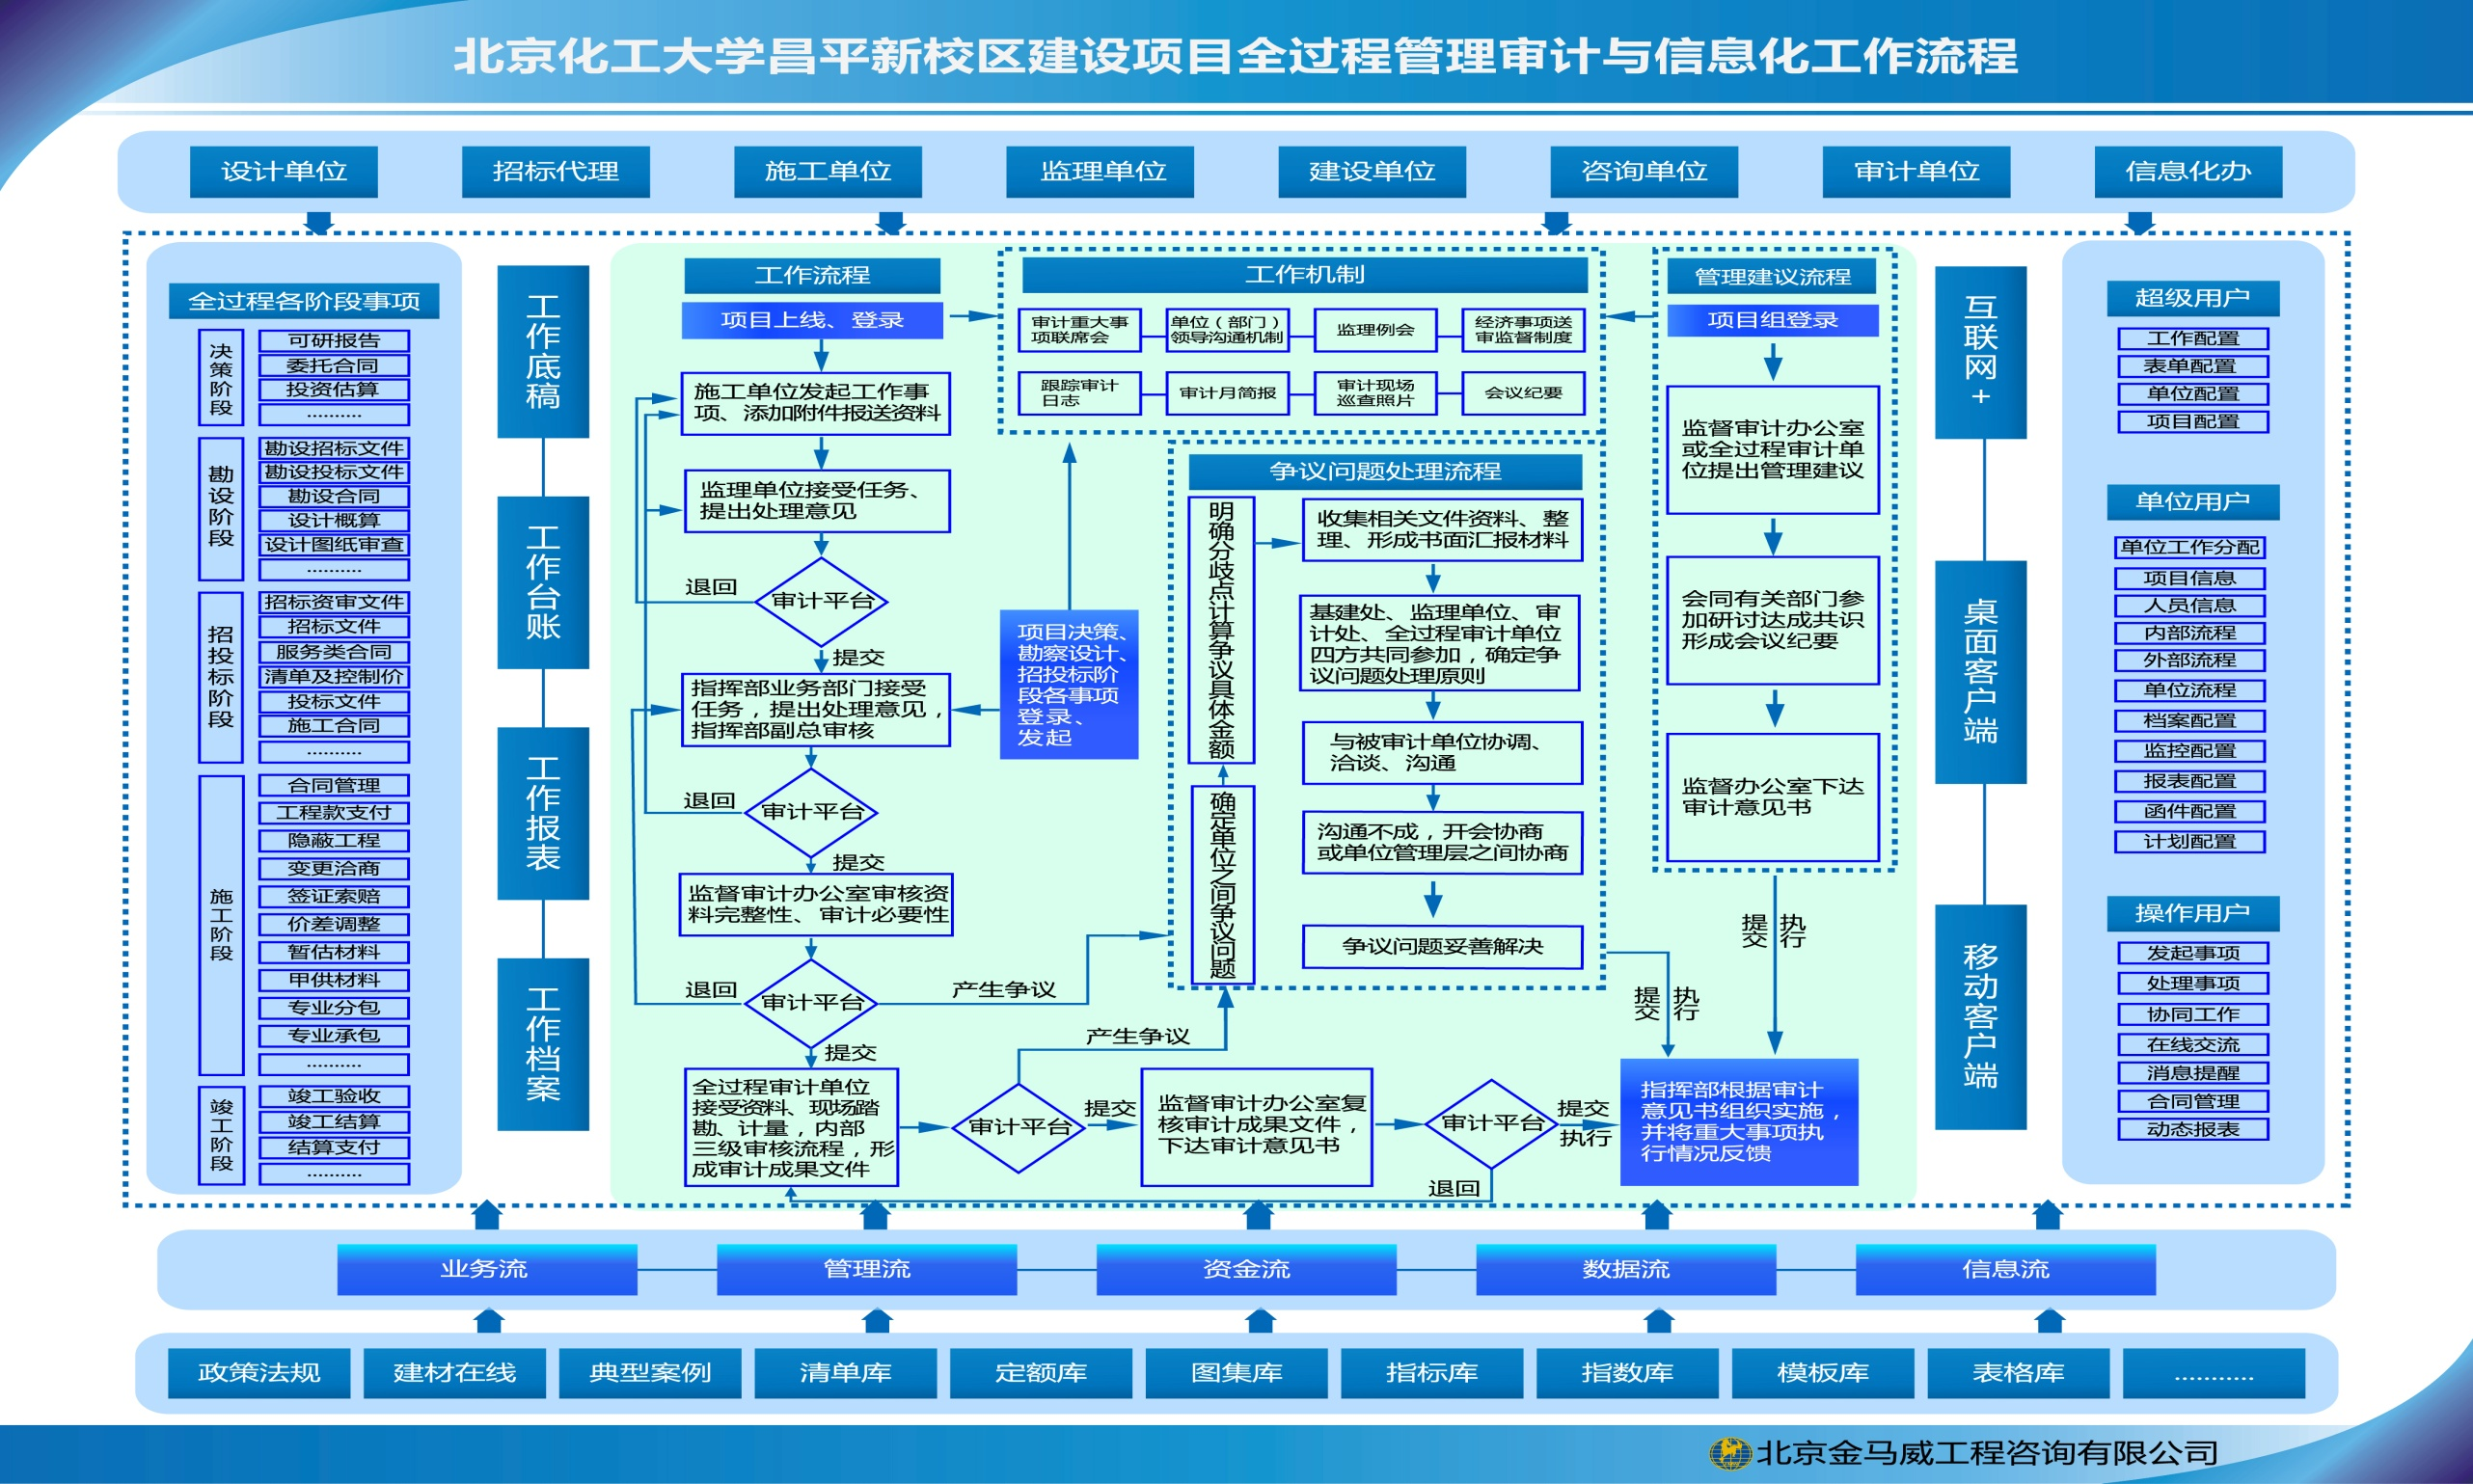 北京化工大学昌平新校区建设项目全过程管理审计与信息化工作流程
设计单位
招标代理
施工单位
监理单位
建设单位
咨询单位
审计单位
信息化办
全过程各阶段事项
决策阶段
可研报告
委托合同
投资估算
..........
勘设阶段
勘设招标文件
勘设投标文件
勘设合同
设计概算
设计图纸审查
..........
招投标阶段
招标资审文件
招标文件
服务类合同
清单及控制价
投标文件
施工合同
..........
施工阶段
合同管理
工程款支付
隐蔽工程
变更洽商
签证索赔
价差调整
暂估材料
甲供材料
专业分包
专业承包
..........
竣工阶段
竣工验收
竣工结算
结算支付
..........
工作底稿
工作台账
工作报表
工作档案
工作流程
项目上线、登录
施工单位发起工作事
项、添加附件报送资料
监理单位接受任务、
提出处理意见
退回
审计平台
提交
指挥部业务部门接受
任务，提出处理意见，
指挥部副总审核
退回
审计平台
提交
监督审计办公室审核资
料完整性、审计必要性
退回
审计平台
产生争议
提交
全过程审计单位
接受资料、现场踏
勘、计量，内部
三级审核流程，形
成审计成果文件
审计平台
产生争议
提交
监督审计办公室复
核审计成果文件，
下达审计意见书
审计平台
提交
执行
退回
指挥部根据审计
意见书组织实施，
并将重大事项执
行情况反馈
项目决策、
勘察设计、
招投标阶
段各事项
登录、
发起
工作机制
审计重大事
项联席会
单位（部门）
领导沟通机制
监理例会
经济事项送
审监督制度
跟踪审计
日志
审计月简报
审计现场
巡查照片
会议纪要
争议问题处理流程
明确分歧点计算争议具体金额
确定单位之间争议问题
收集相关文件资料、整
理、形成书面汇报材料
基建处、监理单位、审
计处、全过程审计单位
四方共同参加，确定争
议问题处理原则
与被审计单位协调、
洽谈、沟通
沟通不成，开会协商
或单位管理层之间协商
争议问题妥善解决
提交
执行
管理建议流程
项目组登录
监督审计办公室
或全过程审计单
位提出管理建议
会同有关部门参
加研讨达成共识
形成会议纪要
监督办公室下达
审计意见书
提交
执行
互联网+
桌面客户端
移动客户端
超级用户
工作配置
表单配置
单位配置
项目配置
单位用户
单位工作分配
项目信息
人员信息
内部流程
外部流程
单位流程
档案配置
监控配置
报表配置
函件配置
计划配置
操作用户
发起事项
处理事项
协同工作
在线交流
消息提醒
合同管理
动态报表
业务流
管理流
资金流
数据流
信息流
政策法规
建材在线
典型案例
清单库
定额库
图集库
指标库
指数库
模板库
表格库
...........
北京金马威工程咨询有限公司